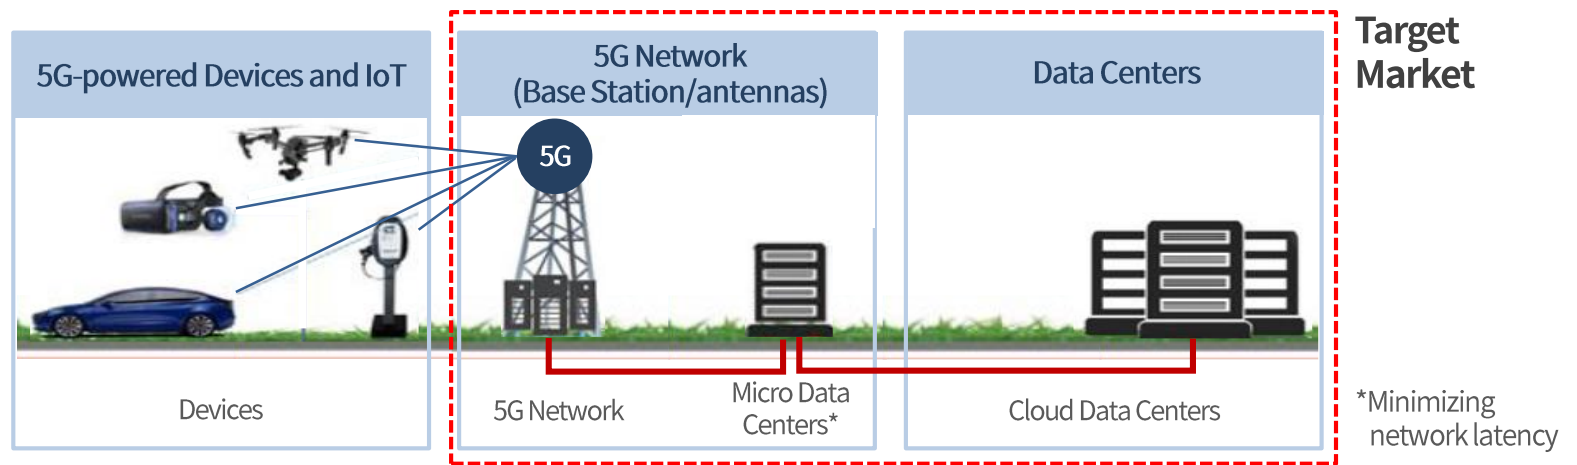 5G-powered Devices and IoT
5G Network
(Base Station/antennas)
Data Centers
Target
Market
5G
Devices
5G Network
Micro Data
Centers*
Cloud Data Centers
*Minimizing
network latency